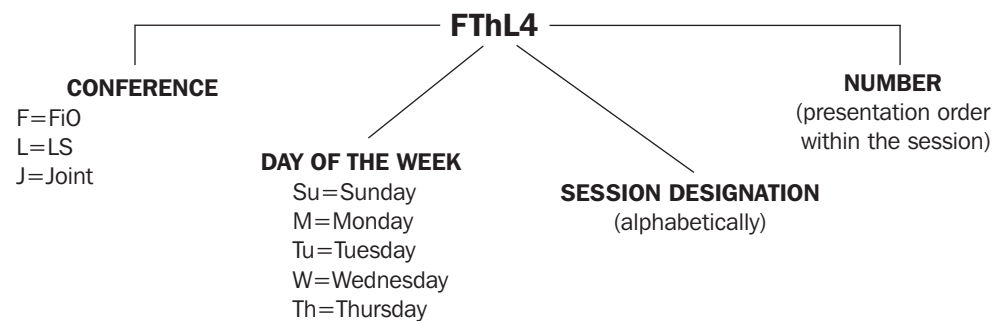 FThL4
CONFERENCE
F=FiO
L=LS
J=Joint
DAY OF THE WEEK
Su=Sunday
M=Monday
Tu=Tuesday
W=Wednesday
Th=Thursday
SESSION DESIGNATION
(alphabetically)
NUMBER
(presentation order
within the session)